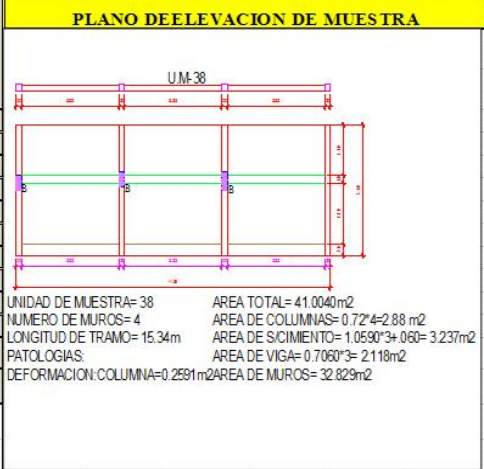 PLANO DEELEVACION DE MUESTRA
U.M-38
B B B
UNIDAD DE MUESTRA= 38 AREA TOTAL= 41.0040m2
NUMERO DE MUROS= 4 AREA DE COLUMNAS= 0.72*4=2.88 m2
LONGITUD DE TRAMO= 15.34m AREA DE S/CIMIENTO= 1.0590*3+.060= 3.237m2
PATOLOGIAS: AREA DE VIGA= 0.7060*3= 2.118m2
DEFORMACION:COLUMNA=0.2591m2AREA DE MUROS= 32.829m2